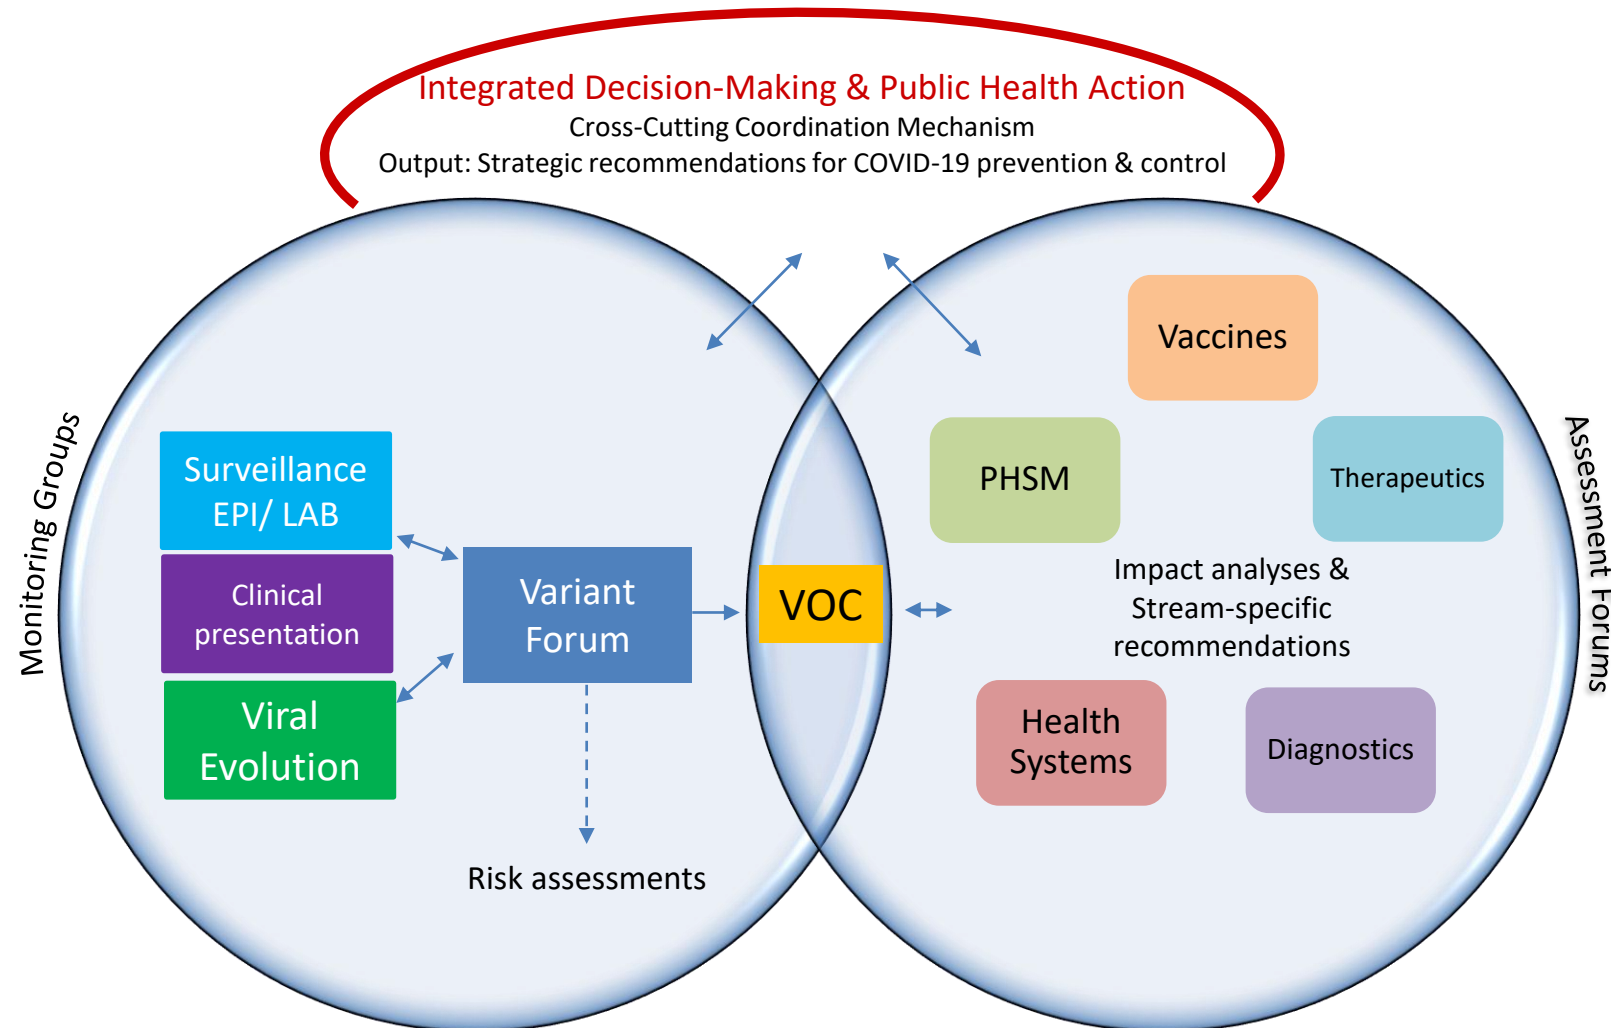 Integrated Decision-Making & Public Health Action
Cross-Cutting Coordination Mechanism
Output: Strategic recommendations for COVID-19 prevention & control
Monitoring Groups
Surveillance
EPI/ LAB
Clinical
presentation
Viral
Evolution
Variant
Forum
Risk assessments
VOC
Vaccines
PHSM
Therapeutics
Impact analyses &
Stream-specific
recommendations
Health
Systems
Diagnostics
Assessment Forums